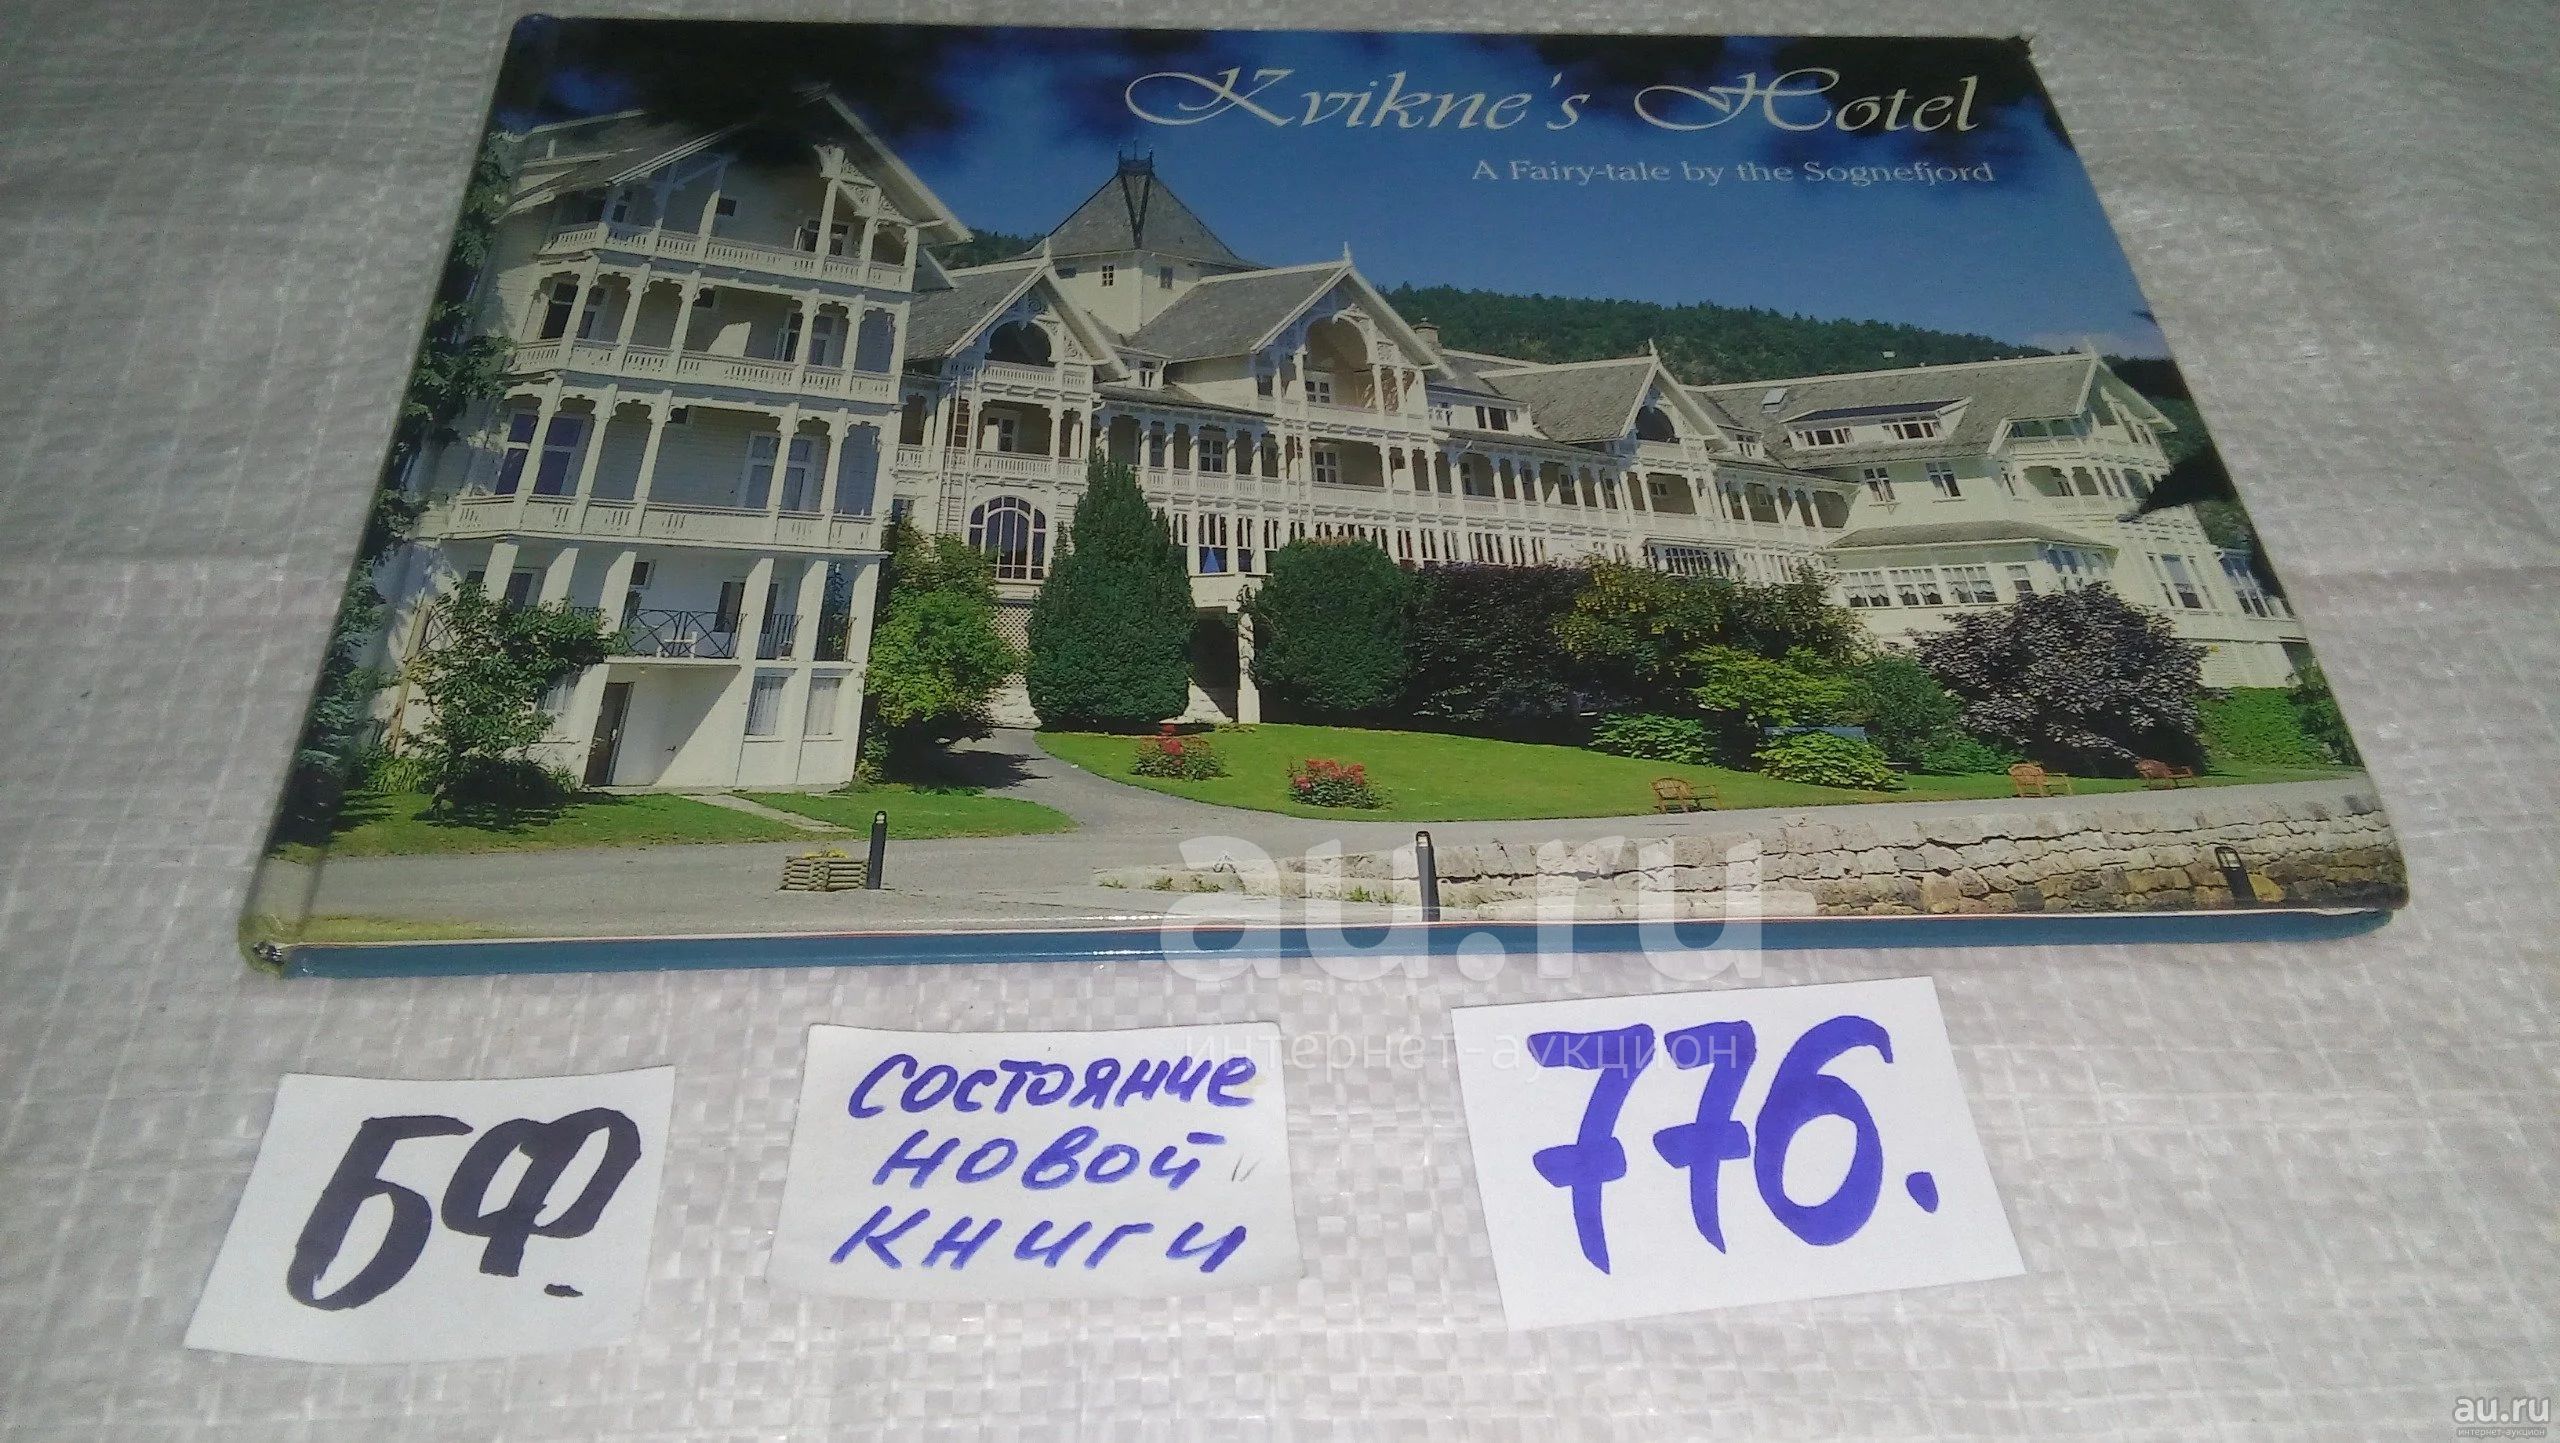 Kvikne's Hotel
A Fairy-tale by the Sognefjord
au.ru
интернет-аукцион
БФ.
состояние
новой
книги
776.
au.ru
интернет-аукцион